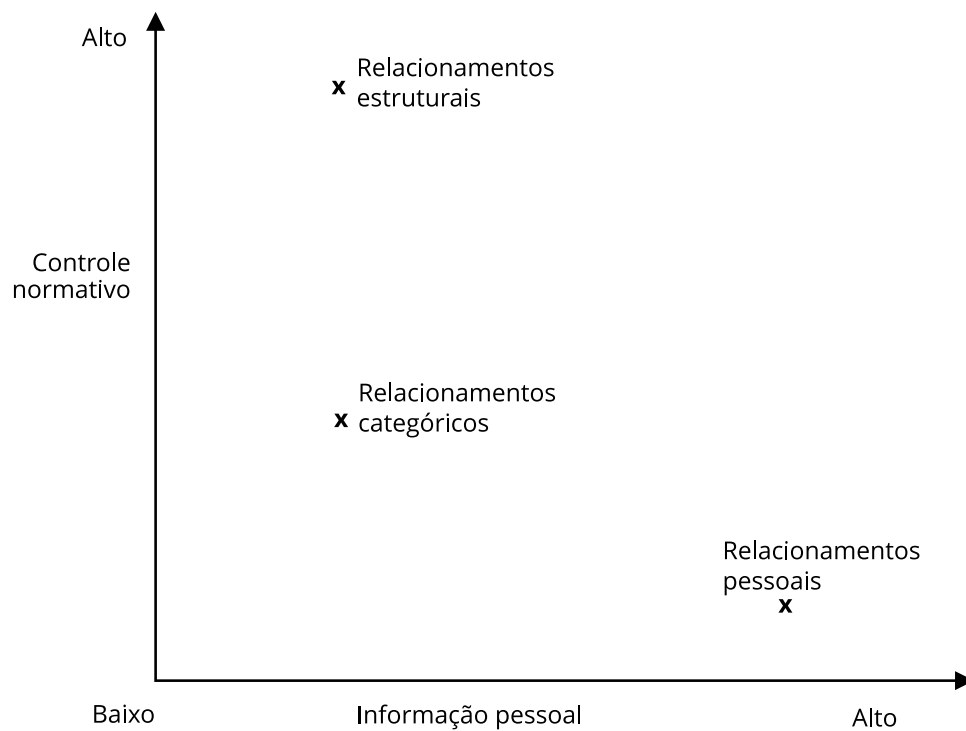 Alto
x Relacionamentos
estruturais
Controle
normativo
Relacionamentos
x categóricos
Relacionamentos
pessoais
x
Baixo
Informação pessoal
Alto